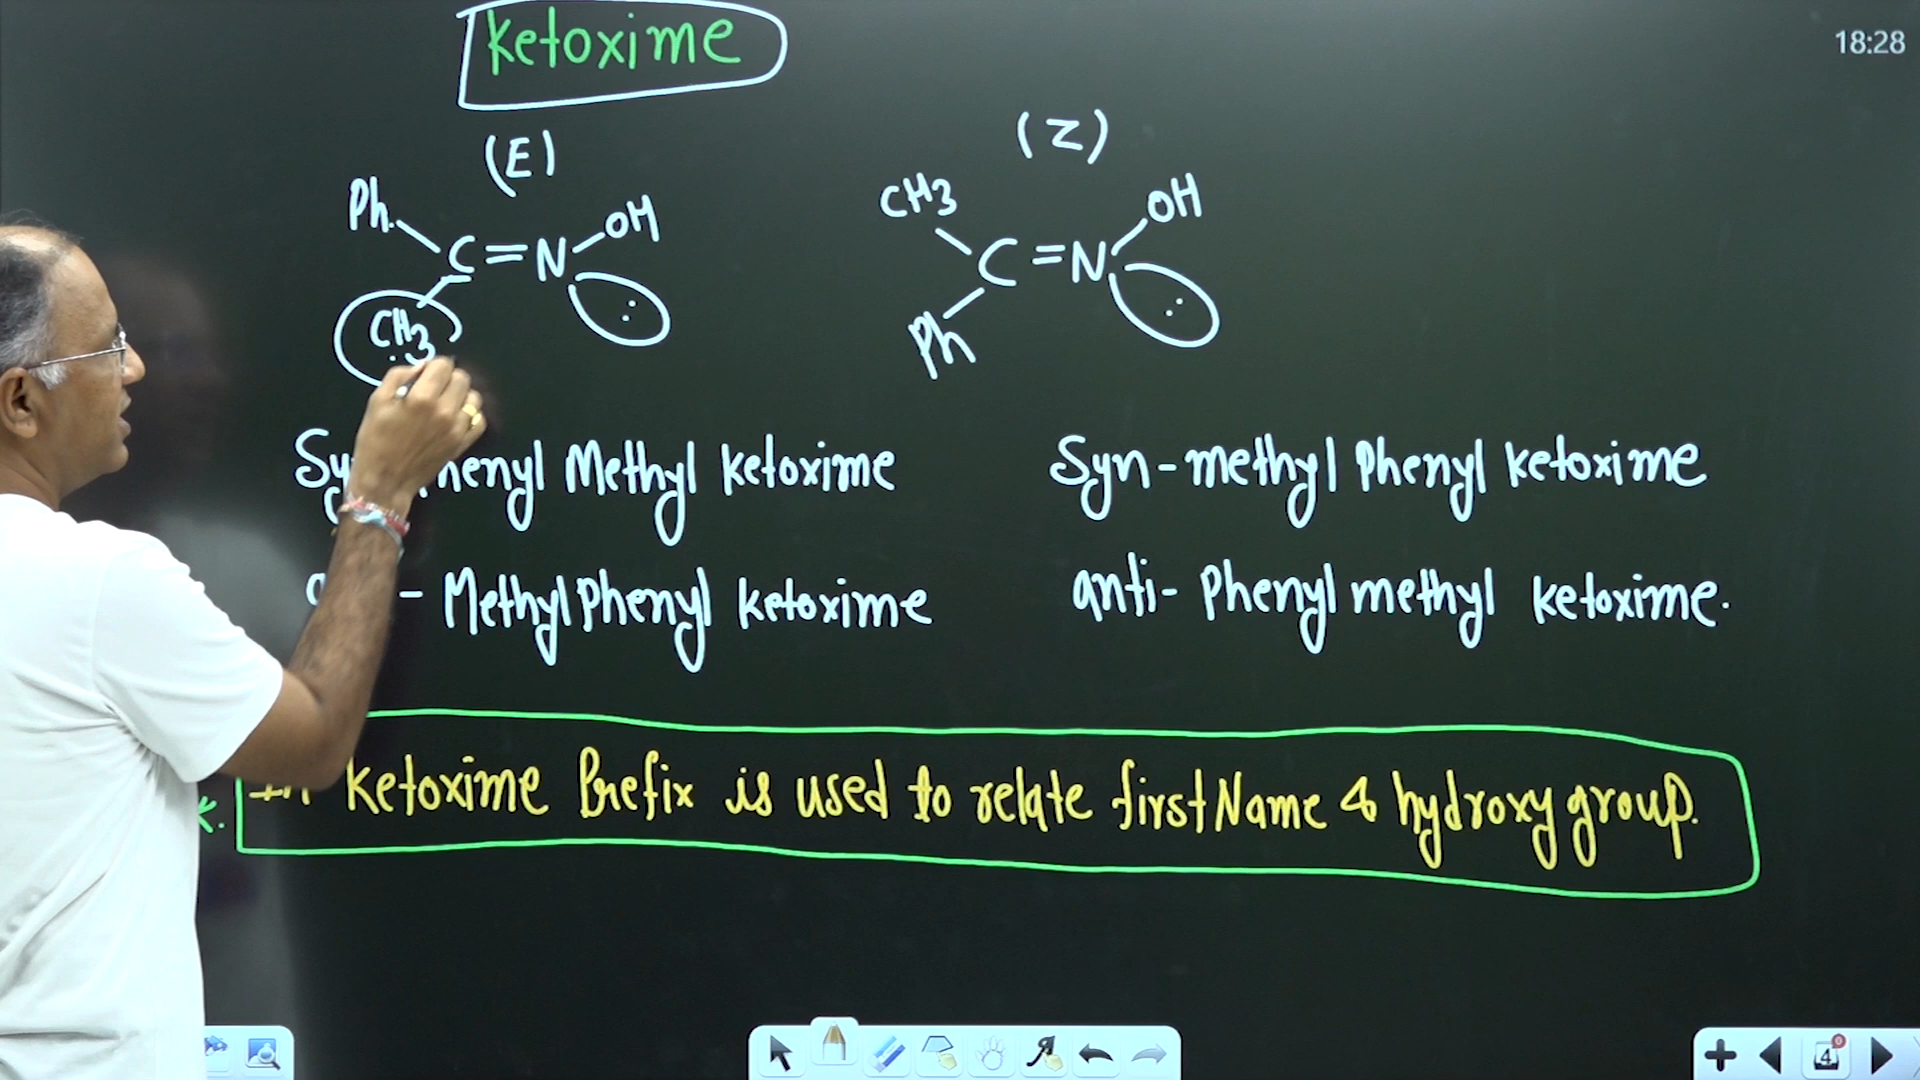 Ketoxime
18:28
(E)
(Z)
Ph
C=N
OH
CH3
CH3
C=N
OH
Ph
Methyl Ketoxime
Syn-methyl Phenyl Ketoxime
- Methyl Phenyl Ketoxime
anti- Phenyl methyl Ketoxime.
Ketoxime Prefix is used to relate first Name & hydroxy group.
4